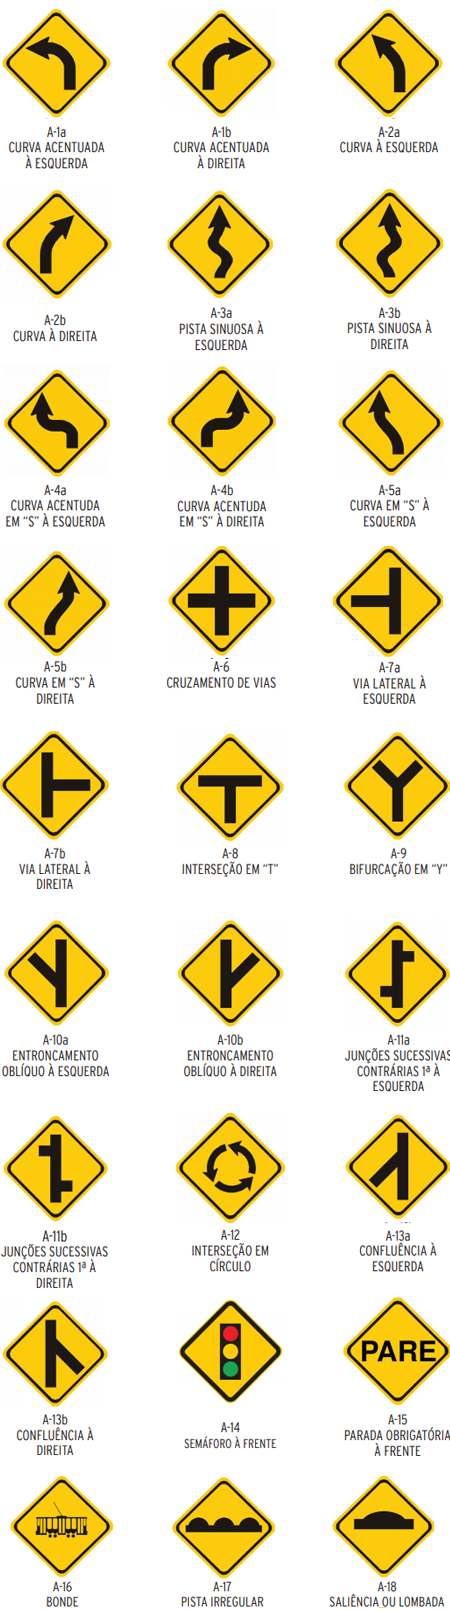 A-1a
CURVA ACENTUADA
À ESQUERDA
A-1b
CURVA ACENTUADA
À DIREITA
A-2a
CURVA À ESQUERDA
A-2b
CURVA À DIREITA
A-3a
PISTA SINUOSA À
ESQUERDA
A-3b
PISTA SINUOSA À
DIREITA
A-4a
CURVA ACENTUDA
EM “S” À ESQUERDA
A-4b
CURVA ACENTUDA
EM “S” À DIREITA
A-5a
CURVA EM “S” À
ESQUERDA
A-5b
CURVA EM “S” À
DIREITA
A-6
CRUZAMENTO DE VIAS
A-7a
VIA LATERAL À
ESQUERDA
A-7b
VIA LATERAL À
DIREITA
A-8
INTERSEÇÃO EM “T”
A-9
BIFURCAÇÃO EM “Y”
A-10a
ENTRONCAMENTO
OBLÍQUO À ESQUERDA
A-10b
ENTRONCAMENTO
OBLÍQUO À DIREITA
A-11a
JUNÇÕES SUCESSIVAS
CONTRÁRIAS 1ª À
ESQUERDA
A-11b
JUNÇÕES SUCESSIVAS
CONTRÁRIAS 1ª À
DIREITA
A-12
INTERSEÇÃO EM
CÍRCULO
A-13a
CONFLUÊNCIA À
ESQUERDA
A-13b
CONFLUÊNCIA À
DIREITA
A-14
SEMÁFORO À FRENTE
PARE
A-15
PARADA OBRIGATÓRIA
À FRENTE
A-16
BONDE
A-17
PISTA IRREGULAR
A-18
SALIÊNCIA OU LOMBADA